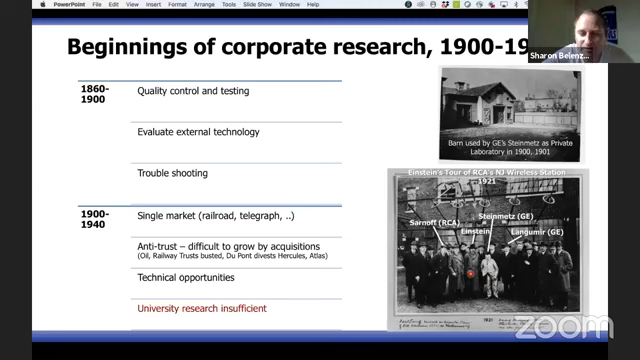 PowerPoint File Edit View Insert Format Arrange Tools Slide Show Window Help
Beginnings of corporate research, 1900-19
Sharon Belenz...
1860-
1900
Quality control and testing
Evaluate external technology
Trouble shooting
Barn used by GE's Steinmetz as Private
Laboratory in 1900, 1901
1900-
1940
Single market (railroad, telegraph, ..)
Anti-trust – difficult to grow by acquisitions
(Oil, Railway Trusts busted, Du Pont divests Hercules, Atlas)
Technical opportunities
University research insufficient
Einstein's Tour of RCA's NJ Wireless Station
1921
Steinmetz (GE)
Sarnoff (RCA)
Einstein
Langumir (GE)
1921
zoom